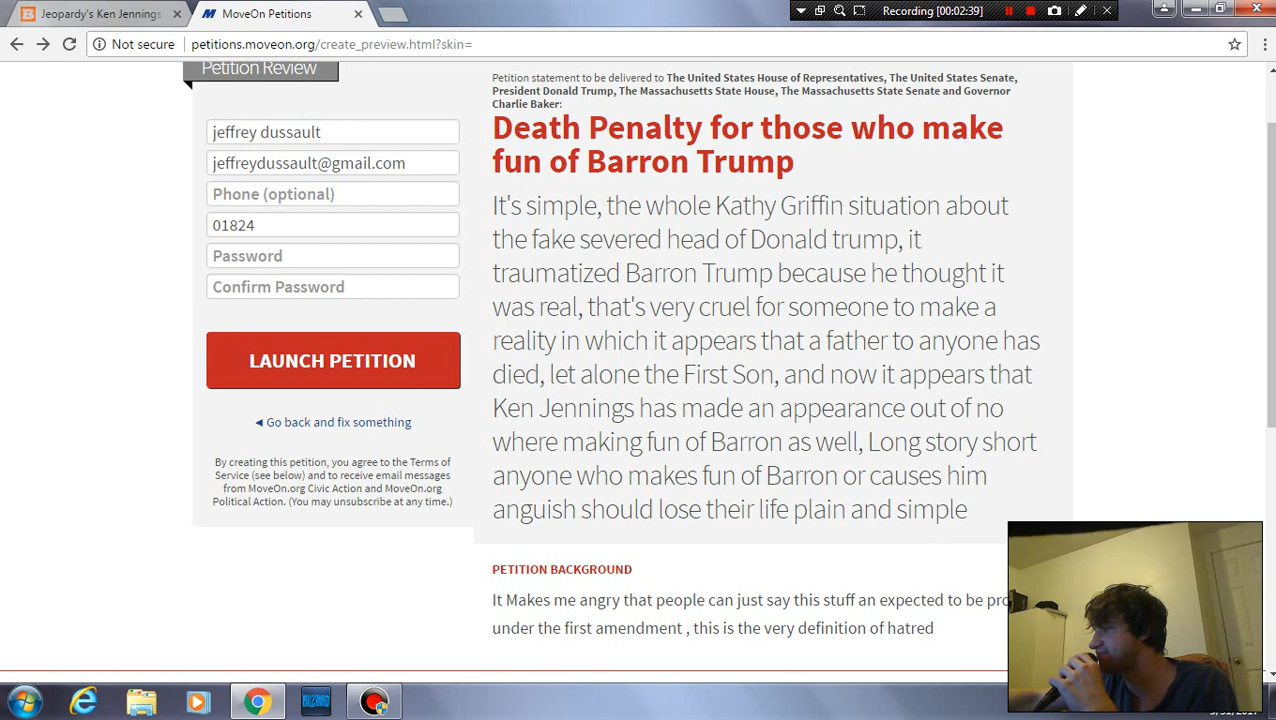 Jeopardy's Ken Jennings
MoveOn Petitions
Recording [00:02:39]
Not secure
petitions.moveon.org/create_preview.html?skin=
Petition Review
jeffrey dussault
jeffreydussault@gmail.com
Phone (optional)
01824
Password
Confirm Password
LAUNCH PETITION
◄ Go back and fix something
By creating this petition, you agree to the Terms of
Service (see below) and to receive email messages
from MoveOn.org Civic Action and MoveOn.org
Political Action. (You may unsubscribe at any time.)
Petition statement to be delivered to The United States House of Representatives, The United States Senate,
President Donald Trump, The Massachusetts State House, The Massachusetts State Senate and Governor
Charlie Baker:
Death Penalty for those who make
fun of Barron Trump
It's simple, the whole Kathy Griffin situation about
the fake severed head of Donald trump, it
traumatized Barron Trump because he thought it
was real, that's very cruel for someone to make a
reality in which it appears that a father to anyone has
died, let alone the First Son, and now it appears that
Ken Jennings has made an appearance out of no
where making fun of Barron as well, Long story short
anyone who makes fun of Barron or causes him
anguish should lose their life plain and simple
PETITION BACKGROUND
It Makes me angry that people can just say this stuff an expected to be pro
under the first amendment , this is the very definition of hatred
BLIZZARD